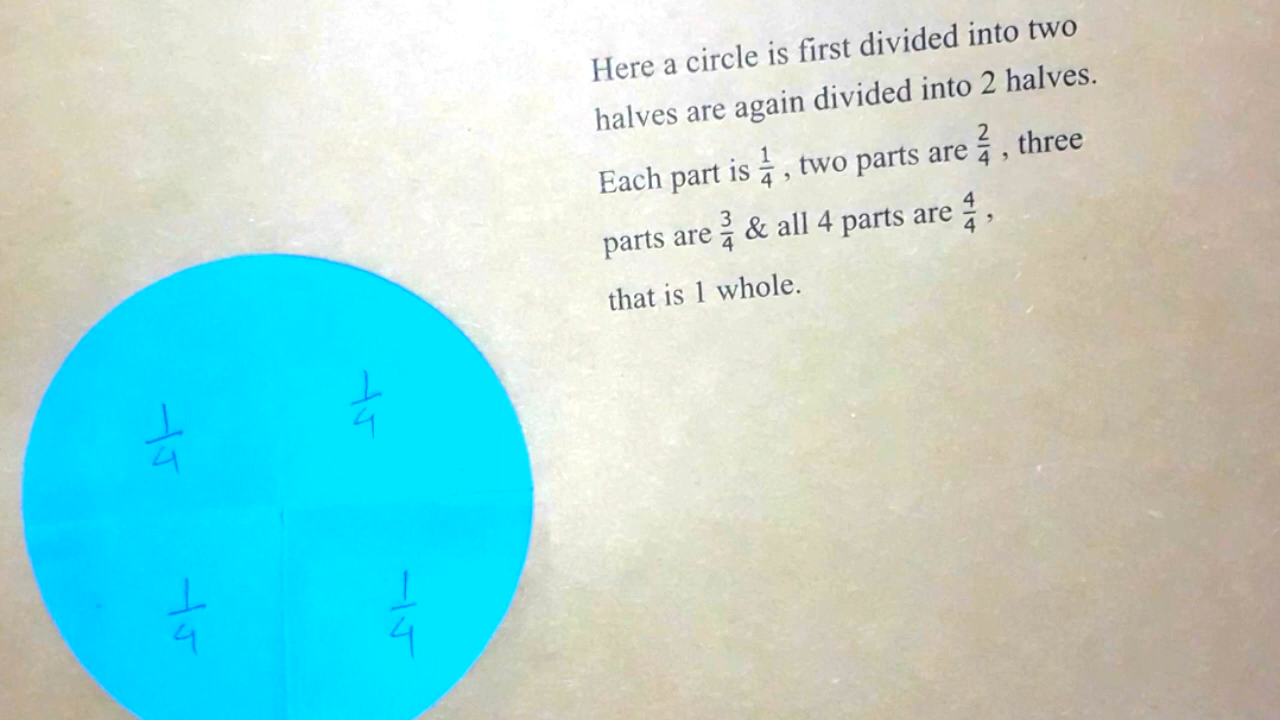 Here a circle is first divided into two
halves are again divided into 2 halves.
Each part is 1/4 , two parts are 2/4 , three
parts are 3/4 & all 4 parts are 4/4 ,
that is 1 whole.
1/4
1/4
1/4
1/4